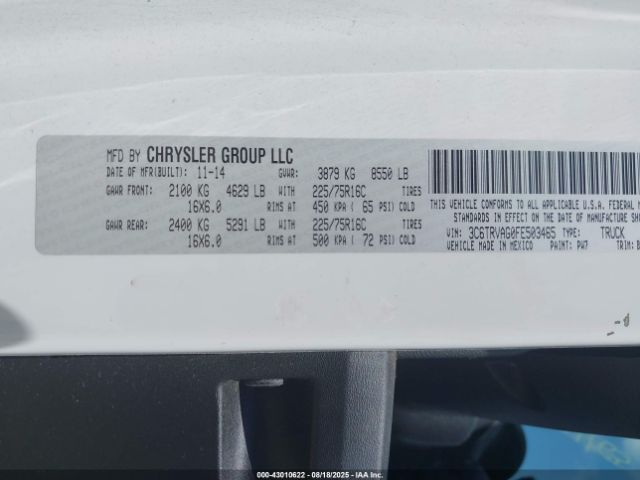 MFD BY CHRYSLER GROUP LLC
DATE OF MFR(BUILT): 11-14 GVWR: 3879 KG 8550 LB
GAWR FRONT: 2100 KG 4629 LB WITH 225/75R16C TIRES
16X6.0 RIMS AT 450 KPA ( 65 PSI) COLD
GAWR REAR: 2400 KG 5291 LB WITH 225/75R16C TIRES
16X6.0 RIMS AT 500 KPA ( 72 PSI) COLD
THIS VEHICLE CONFORMS TO ALL APPLICABLE U.S.A. FEDERAL
STANDARDS IN EFFECT ON THE DATE OF MANUFACTURE
VIN: 3C6TRVAG0FE503465 TYPE: TRUCK
VEHICLE MADE IN MEXICO PAINT: PW7 TRIM:
000-43010622 - 08/18/2025 - IAA Inc.